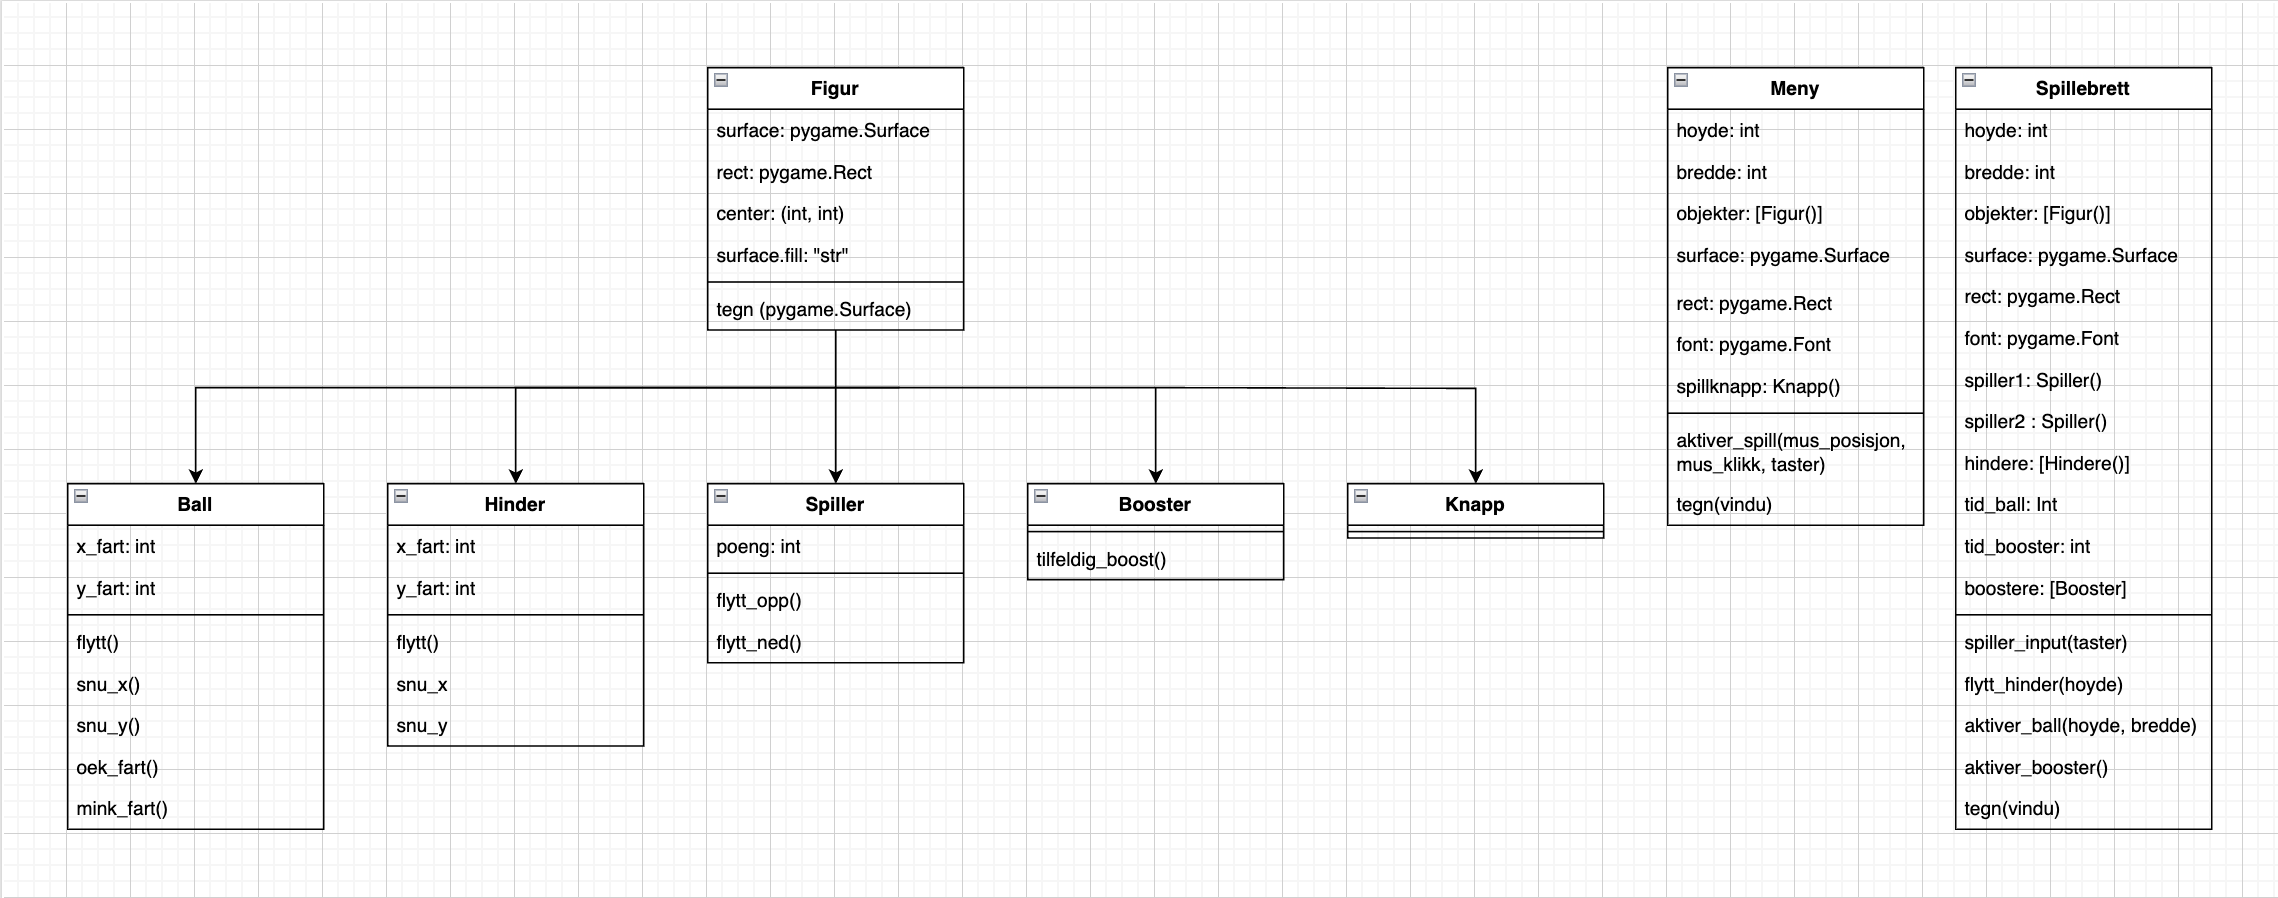 Figur
surface: pygame.Surface
rect: pygame.Rect
center: (int, int)
surface.fill: "str"
tegn (pygame.Surface)
Meny
hoyde: int
bredde: int
objekter: [Figur()]
surface: pygame.Surface
rect: pygame.Rect
font: pygame.Font
spillknapp: Knapp()
aktiver_spill(mus_posisjon,
mus_klikk, taster)
tegn(vindu)
Spillebrett
hoyde: int
bredde: int
objekter: [Figur()]
surface: pygame.Surface
rect: pygame.Rect
font: pygame.Font
spiller1: Spiller()
spiller2 : Spiller()
hindere: [Hindere()]
tid_ball: Int
tid_booster: int
boostere: [Booster]
spiller_input(taster)
flytt_hinder(hoyde)
aktiver_ball(hoyde, bredde)
aktiver_booster()
tegn(vindu)
Ball
x_fart: int
y_fart: int
flytt()
snu_x()
snu_y()
oek_fart()
mink_fart()
Hinder
x_fart: int
y_fart: int
flytt()
snu_x
snu_y
Spiller
poeng: int
flytt_opp()
flytt_ned()
Booster
tilfeldig_boost()
Knapp